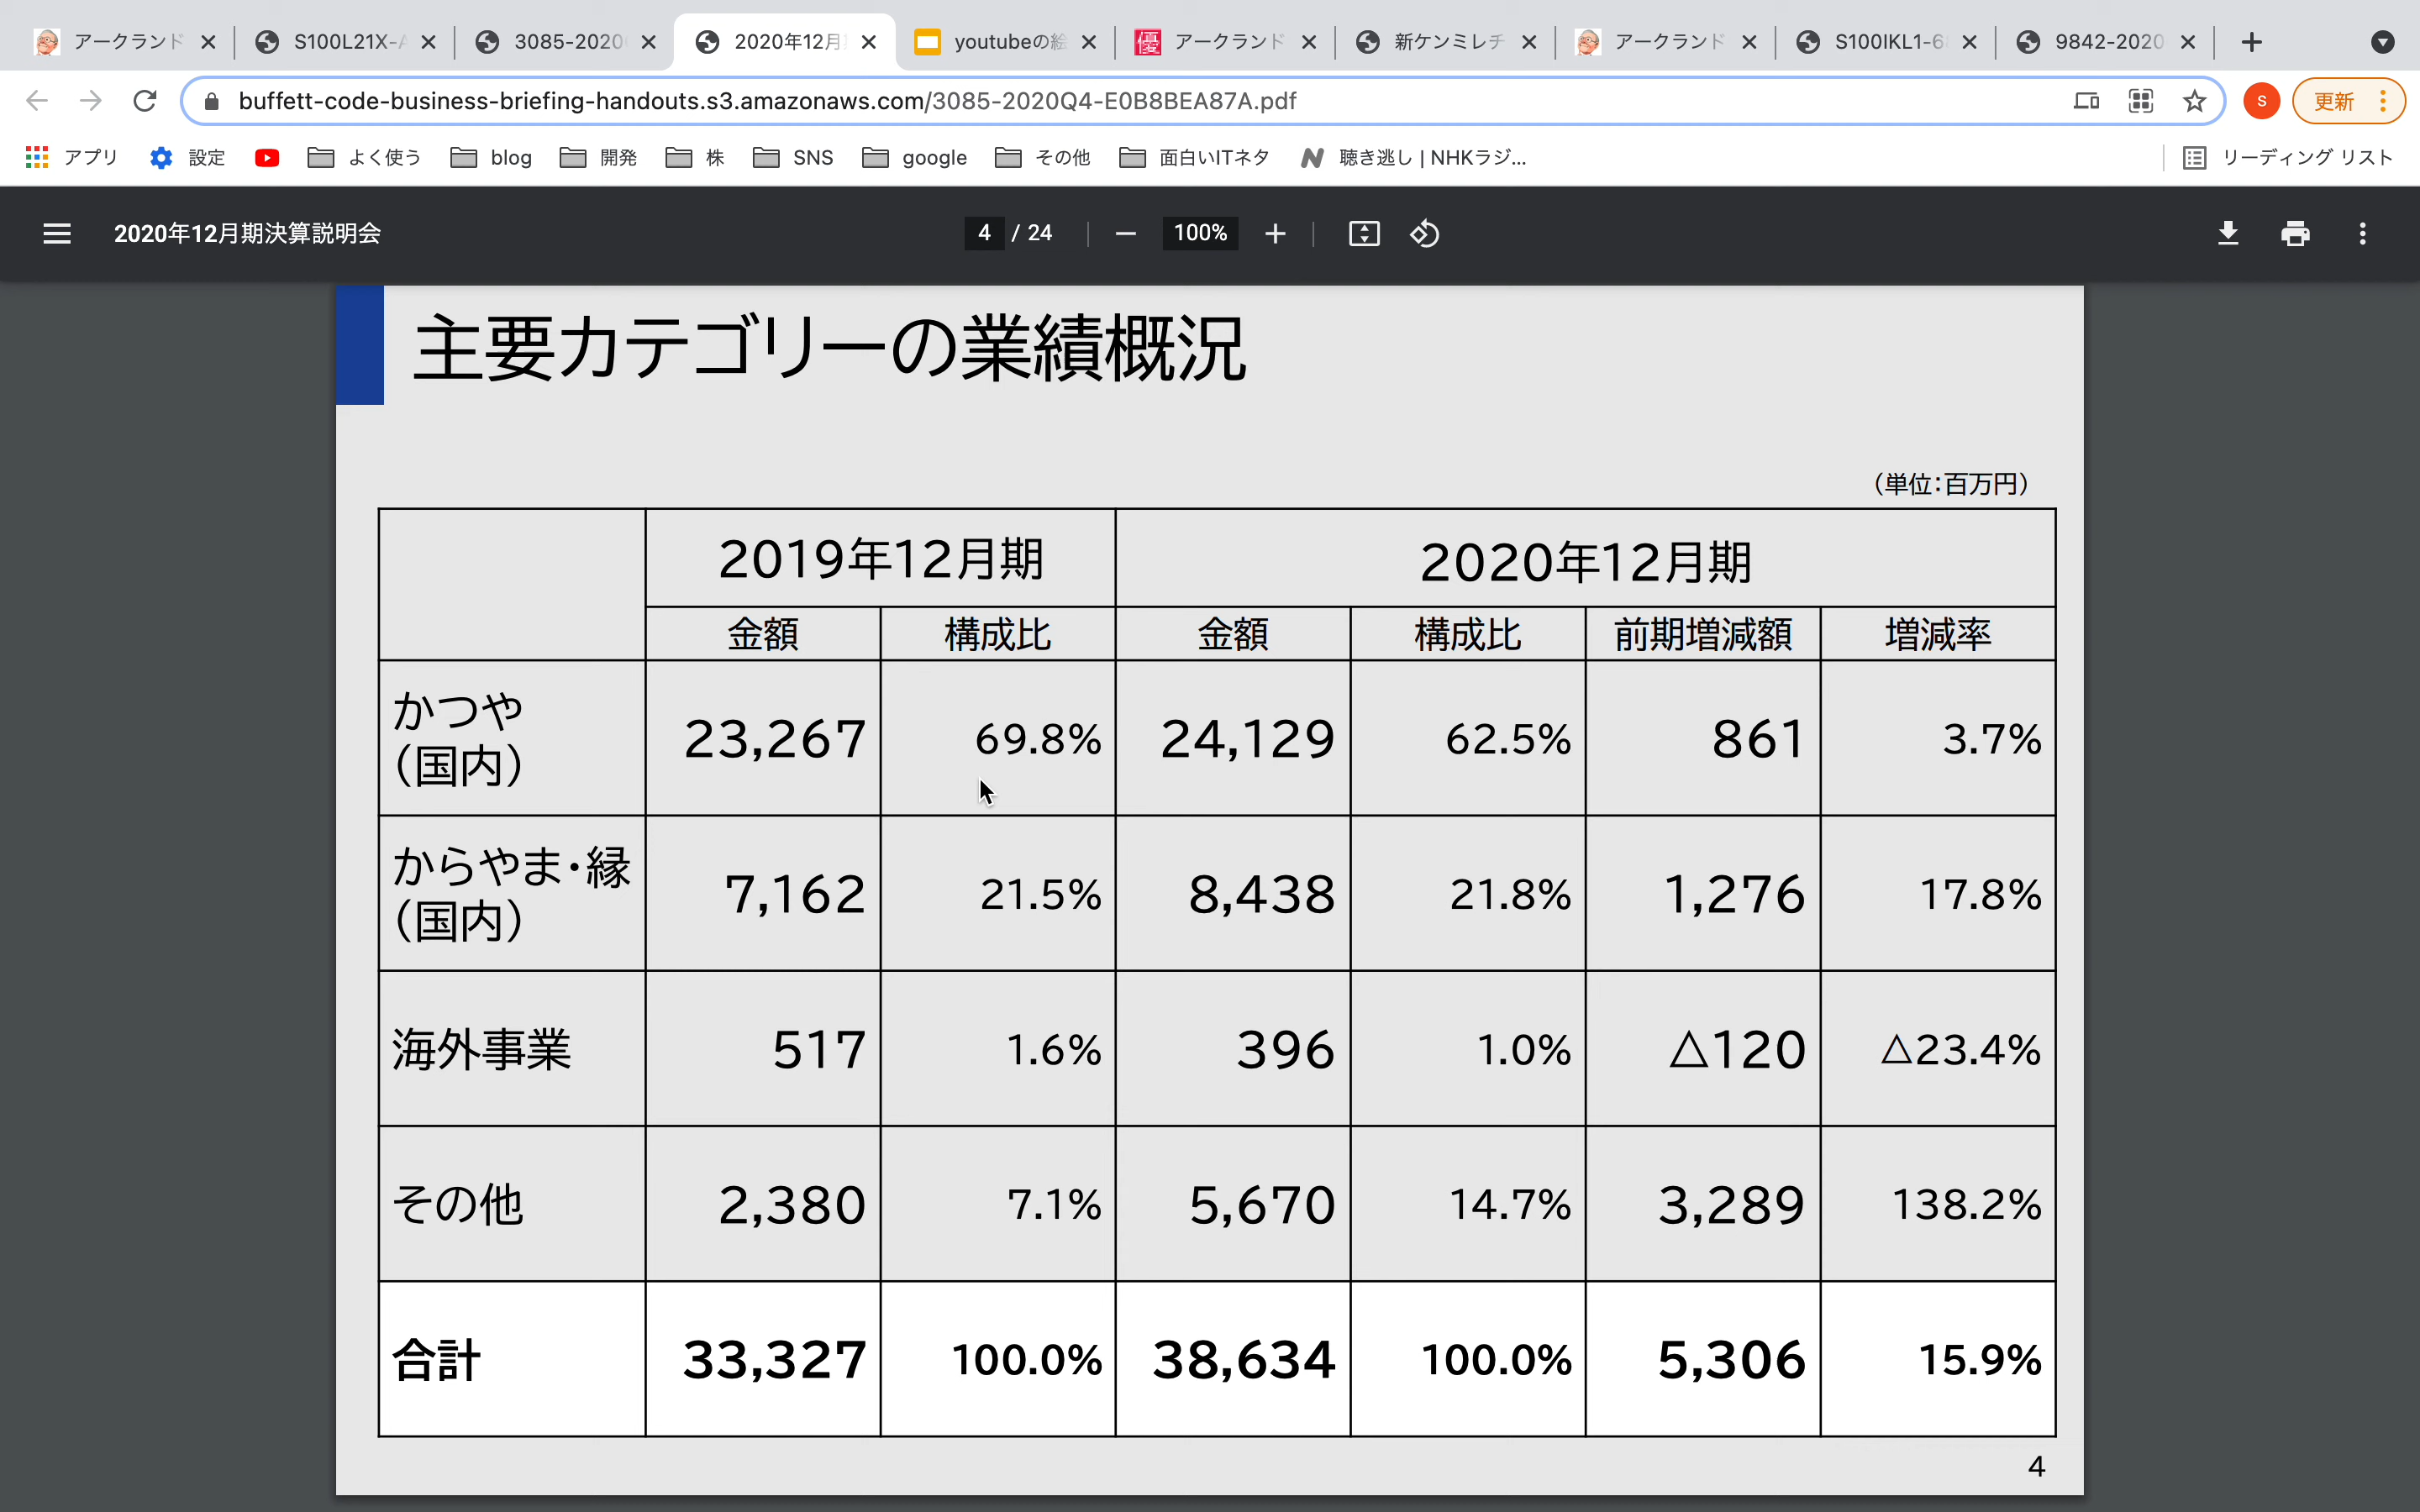 アークランド
S100L21X-A
3085-2020
2020年12月
youtubeの絵
アークランド
新ケンミレチ
アークランド
S100IKL1-6
9842-2020
buffett-code-business-briefing-handouts.s3.amazonaws.com/3085-2020Q4-E0B8BEA87A.pdf
S
更新
アプリ
設定
よく使う
blog
開発
株
SNS
google
その他
面白いITネタ
聴き逃し | NHKラジ...
リーディング リスト
2020年12月期決算説明会
4 / 24
100%
主要カテゴリーの業績概況
（単位：百万円）
2019年12月期 2020年12月期
金額 構成比 金額 構成比 前期増減額 増減率
かつや
（国内）
23,267 69.8% 24,129 62.5% 861 3.7%
からやま・縁
（国内）
7,162 21.5% 8,438 21.8% 1,276 17.8%
海外事業 517 1.6% 396 1.0% △120 △23.4%
その他 2,380 7.1% 5,670 14.7% 3,289 138.2%
合計 33,327 100.0% 38,634 100.0% 5,306 15.9%
4